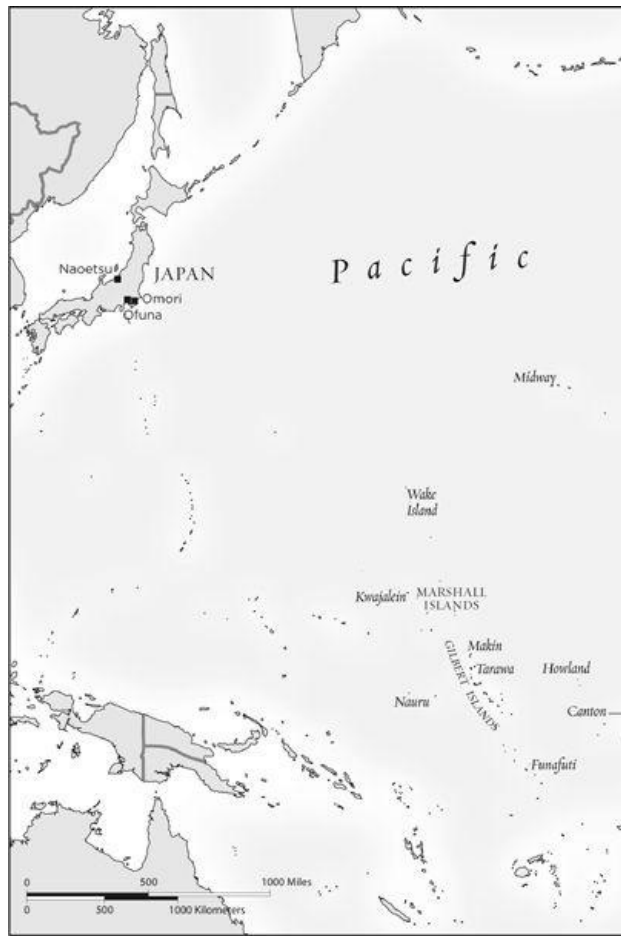 Pacific
Naoetsu
JAPAN
Omori
Ofuna
Midway
Wake
Island
Kwajalein
MARSHALL
ISLANDS
Makin
GILBERT ISLANDS
Tarawa
Howland
Nauru
Canton
Funafuti
0 500 1000 Miles
0 500 1000 Kilometers